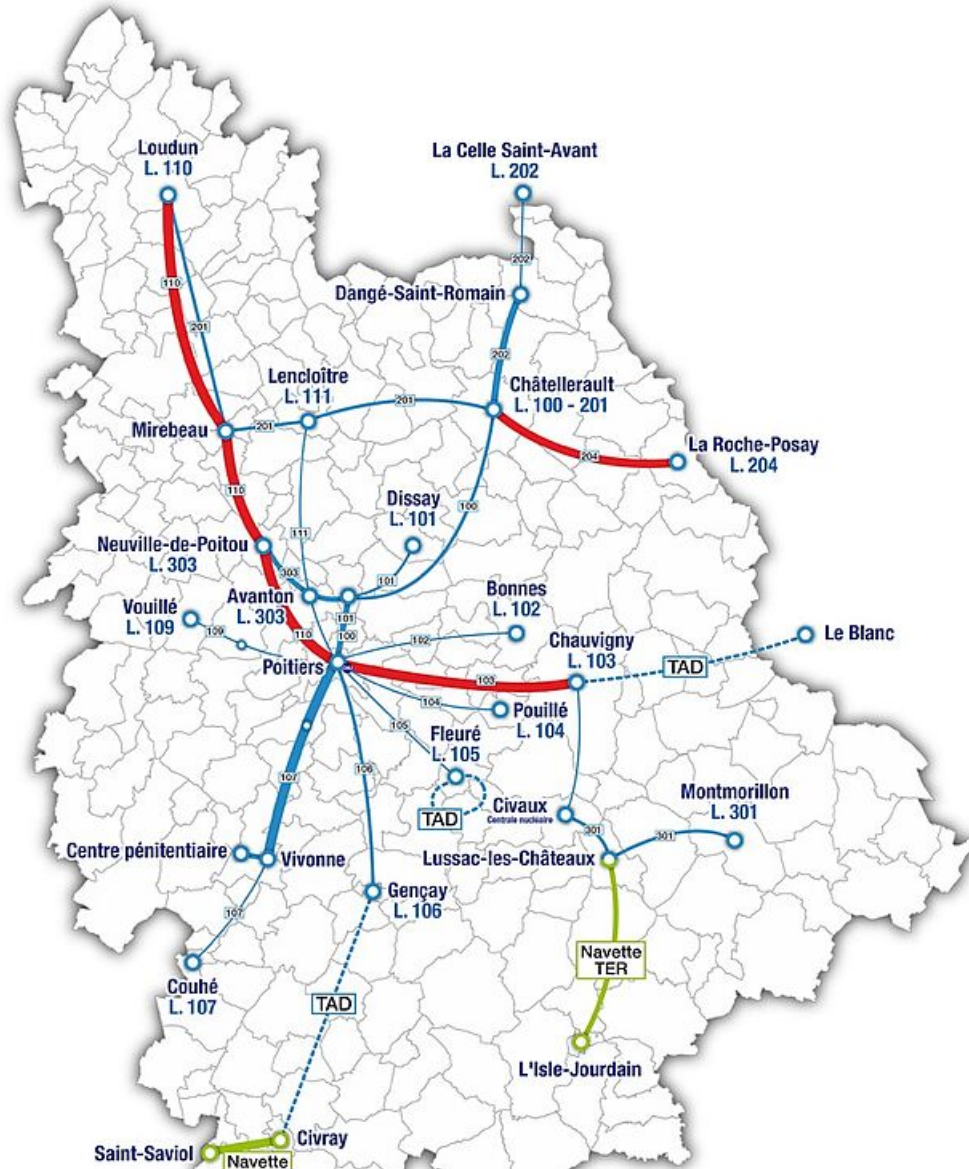 Loudun
L. 110
La Celle Saint-Avant
L. 202
202
Dangé-Saint-Romain
110
201
202
Lencloître
L. 111
Châtellerault
L. 100 - 201
201
Mirebeau
201
La Roche-Posay
L. 204
204
110
Dissay
L. 101
100
Neuville-de-Poitou
L. 303
111
303
101
Avanton
L. 303
Bonnes
L. 102
Vouillé
L. 109
101
109
110
100
102
Chauvigny
L. 103
Le Blanc
TAD
Poitiers
103
104
Pouillé
L. 104
105
Fleuré
L. 105
106
107
TAD
Civaux
Centrale nucléaire
Montmorillon
L. 301
301
301
Centre pénitentiaire
Vivonne
Lussac-les-Châteaux
Gençay
L. 106
107
Navette
TER
Couhé
L. 107
TAD
L'Isle-Jourdain
Civray
Saint-Saviol
Navette